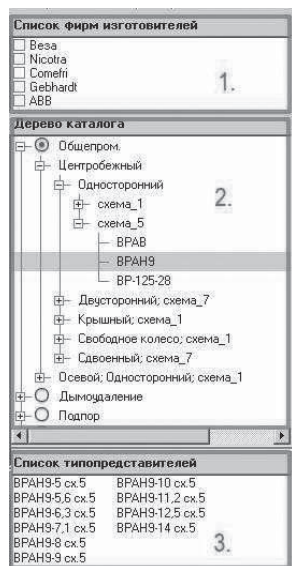 Список фирм изготовителей
Веза
Nicotra
Comefri
Gebhardt
ABB
1.
Дерево каталога
Общепром.
Центробежный
Односторонний
схема_1
схема_5
ВРАВ
ВРАН9
ВР-125-28
Двусторонний; схема_7
Крышный; схема_1
Свободное колесо; схема_1
Сдвоенный; схема_7
Осевой; Односторонний; схема_1
Дымоудаление
Подпор
2.
Список типопредставителей
ВРАН9-5 сх.5 ВРАН9-10 сх.5
ВРАН9-5,6 сх.5 ВРАН9-11,2 сх.5
ВРАН9-6,3 сх.5 ВРАН9-12,5 сх.5
ВРАН9-7,1 сх.5 ВРАН9-14 сх.5
ВРАН9-8 сх.5
ВРАН9-9 сх.5
3.